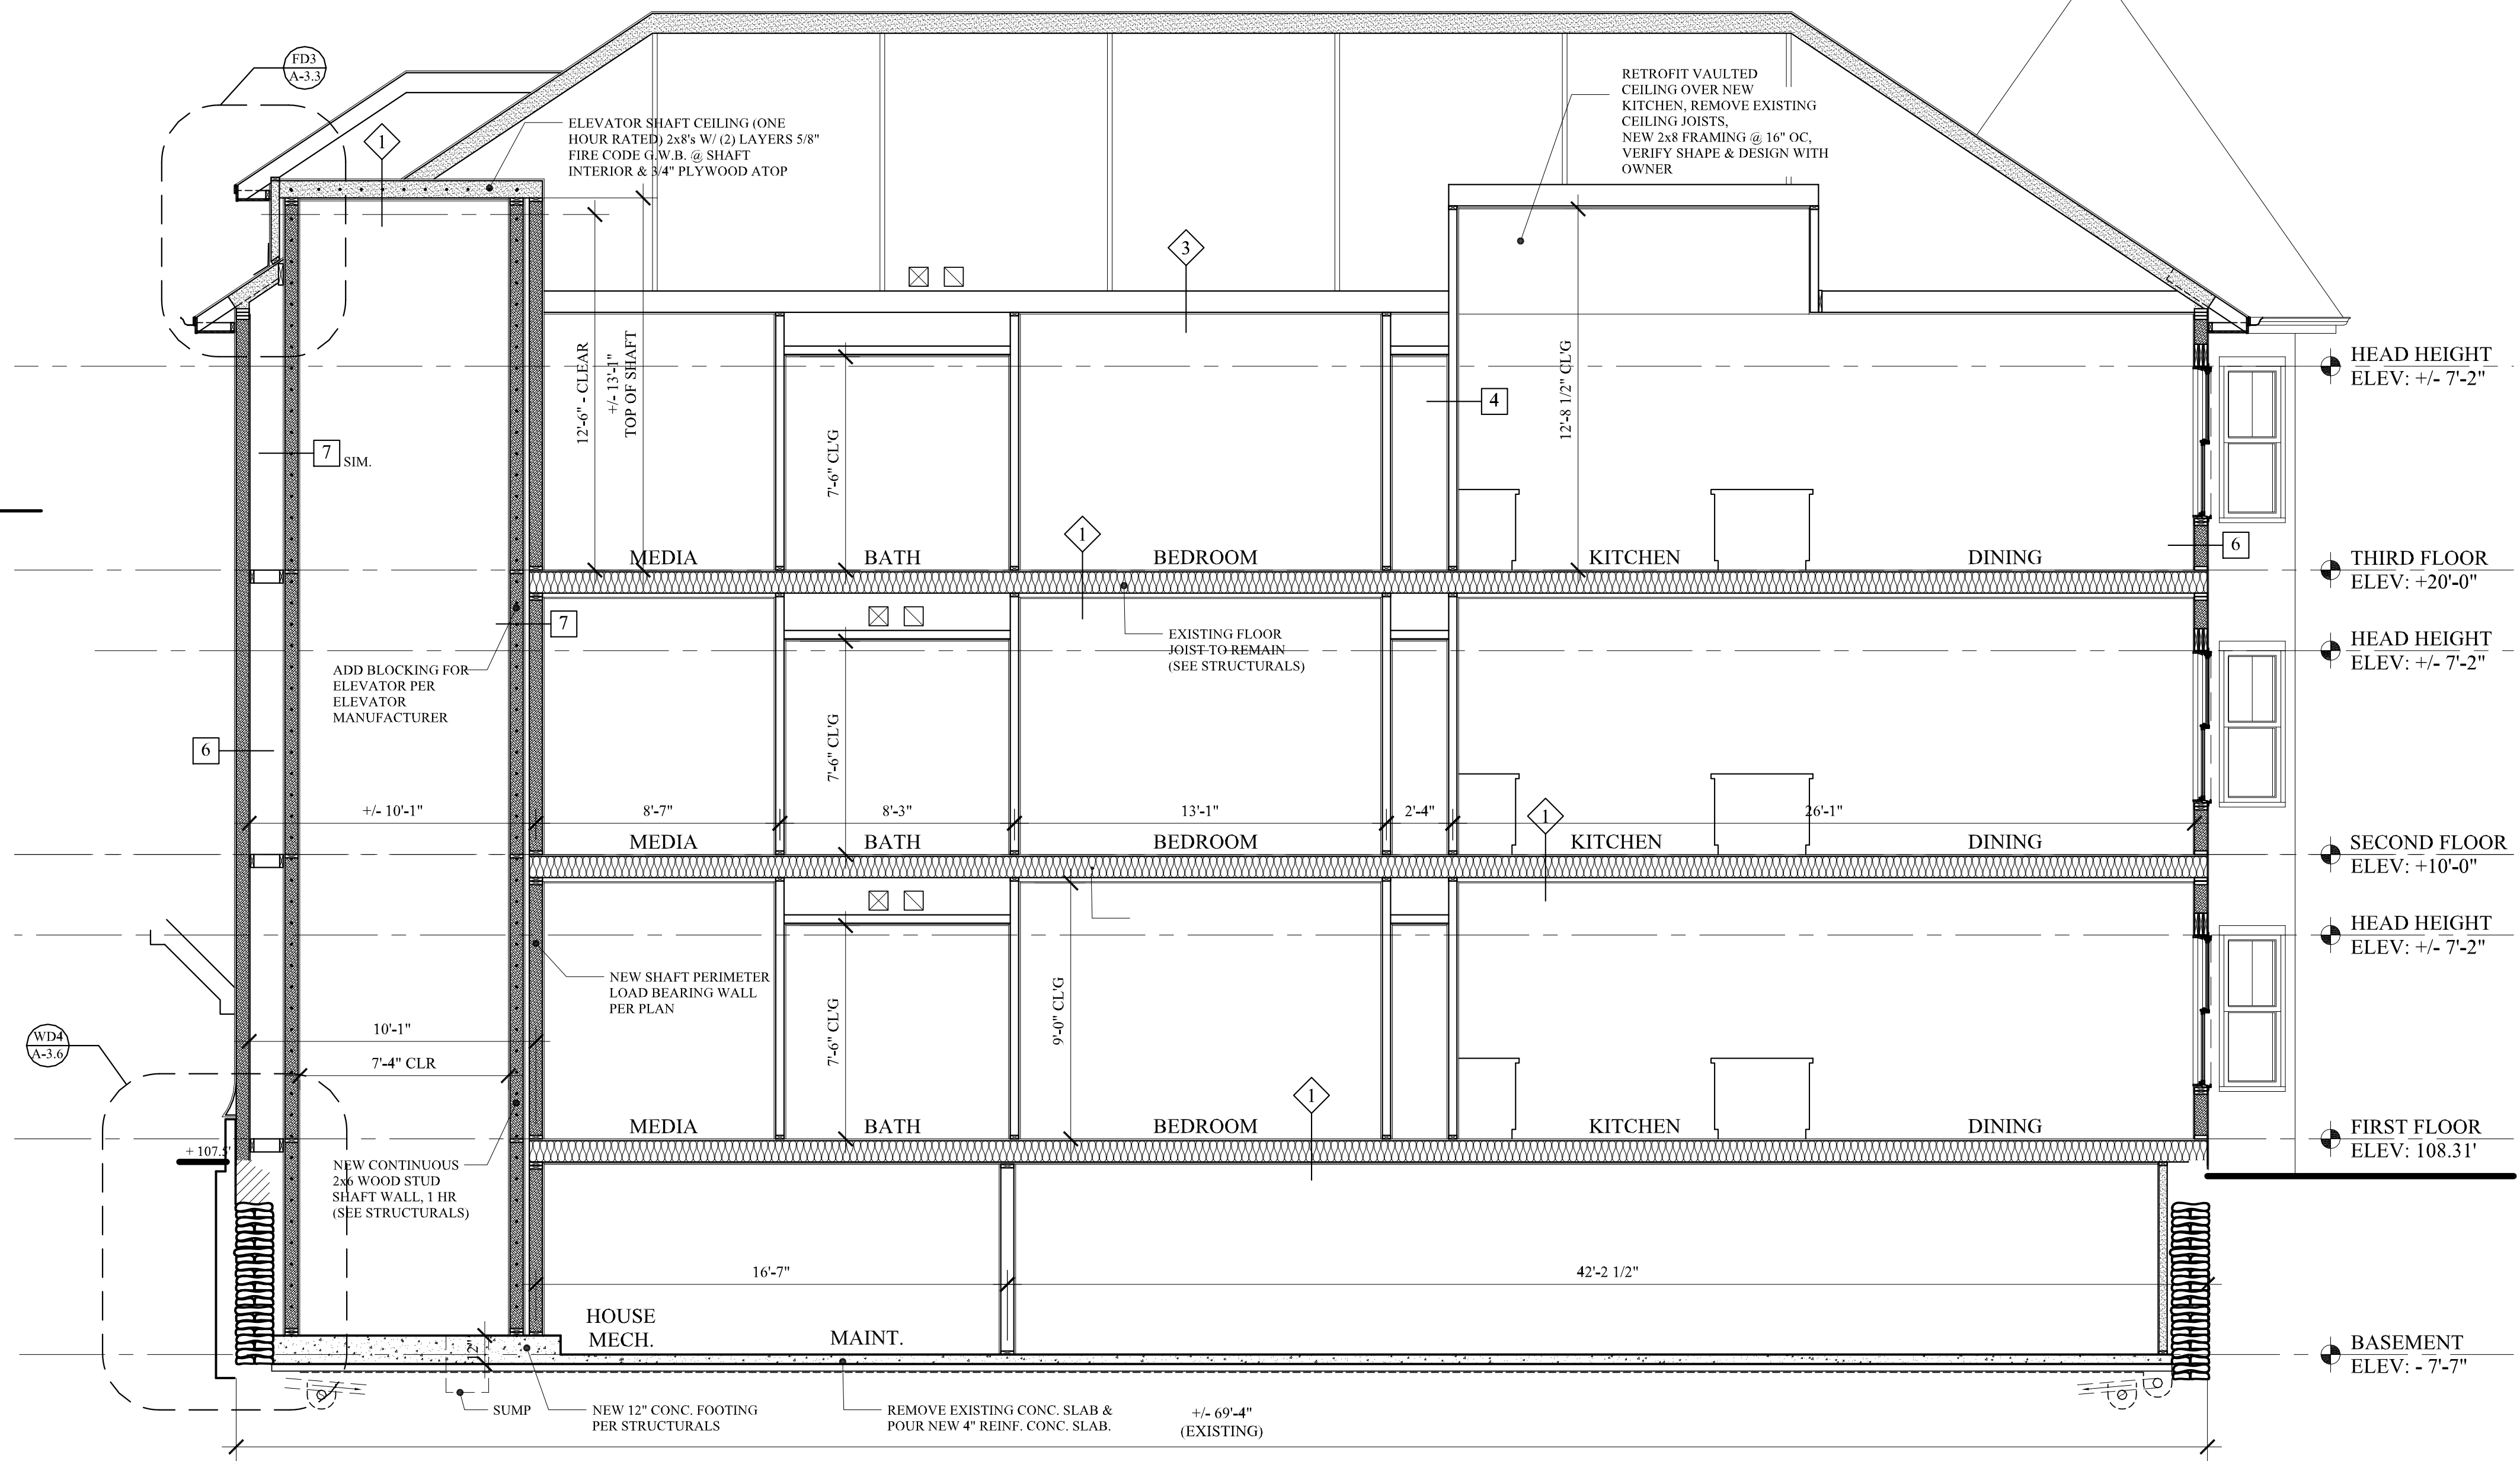 FD3
A-3.3
1
ELEVATOR SHAFT CEILING (ONE
HOUR RATED) 2x8's W/ (2) LAYERS 5/8"
FIRE CODE G.W.B. @ SHAFT
INTERIOR & 3/4" PLYWOOD ATOP
RETROFIT VAULTED
CEILING OVER NEW
KITCHEN, REMOVE EXISTING
CEILING JOISTS,
NEW 2x8 FRAMING @ 16" OC,
VERIFY SHAPE & DESIGN WITH
OWNER
3
12'-6" - CLEAR
+/- 13'-1"
TOP OF SHAFT
7'-6" CL'G
12'-8 1/2" CL'G
4
7
SIM.
HEAD HEIGHT
ELEV: +/- 7'-2"
MEDIA
BATH
1
BEDROOM
KITCHEN
DINING
6
THIRD FLOOR
ELEV: +20'-0"
7
EXISTING FLOOR
JOIST TO REMAIN
(SEE STRUCTURALS)
HEAD HEIGHT
ELEV: +/- 7'-2"
ADD BLOCKING FOR
ELEVATOR PER
ELEVATOR
MANUFACTURER
6
7'-6" CL'G
+/- 10'-1"
8'-7"
8'-3"
13'-1"
2'-4"
1
26'-1"
MEDIA
BATH
BEDROOM
KITCHEN
DINING
SECOND FLOOR
ELEV: +10'-0"
HEAD HEIGHT
ELEV: +/- 7'-2"
NEW SHAFT PERIMETER
LOAD BEARING WALL
PER PLAN
7'-6" CL'G
9'-0" CL'G
10'-1"
7'-4" CLR
WD4
A-3.6
1
MEDIA
BATH
BEDROOM
KITCHEN
DINING
FIRST FLOOR
ELEV: 108.31'
+ 107.5'
NEW CONTINUOUS
2x6 WOOD STUD
SHAFT WALL, 1 HR
(SEE STRUCTURALS)
16'-7"
42'-2 1/2"
HOUSE
MECH.
MAINT.
12"
BASEMENT
ELEV: - 7'-7"
SUMP
NEW 12" CONC. FOOTING
PER STRUCTURALS
REMOVE EXISTING CONC. SLAB &
POUR NEW 4" REINF. CONC. SLAB.
+/- 69'-4"
(EXISTING)